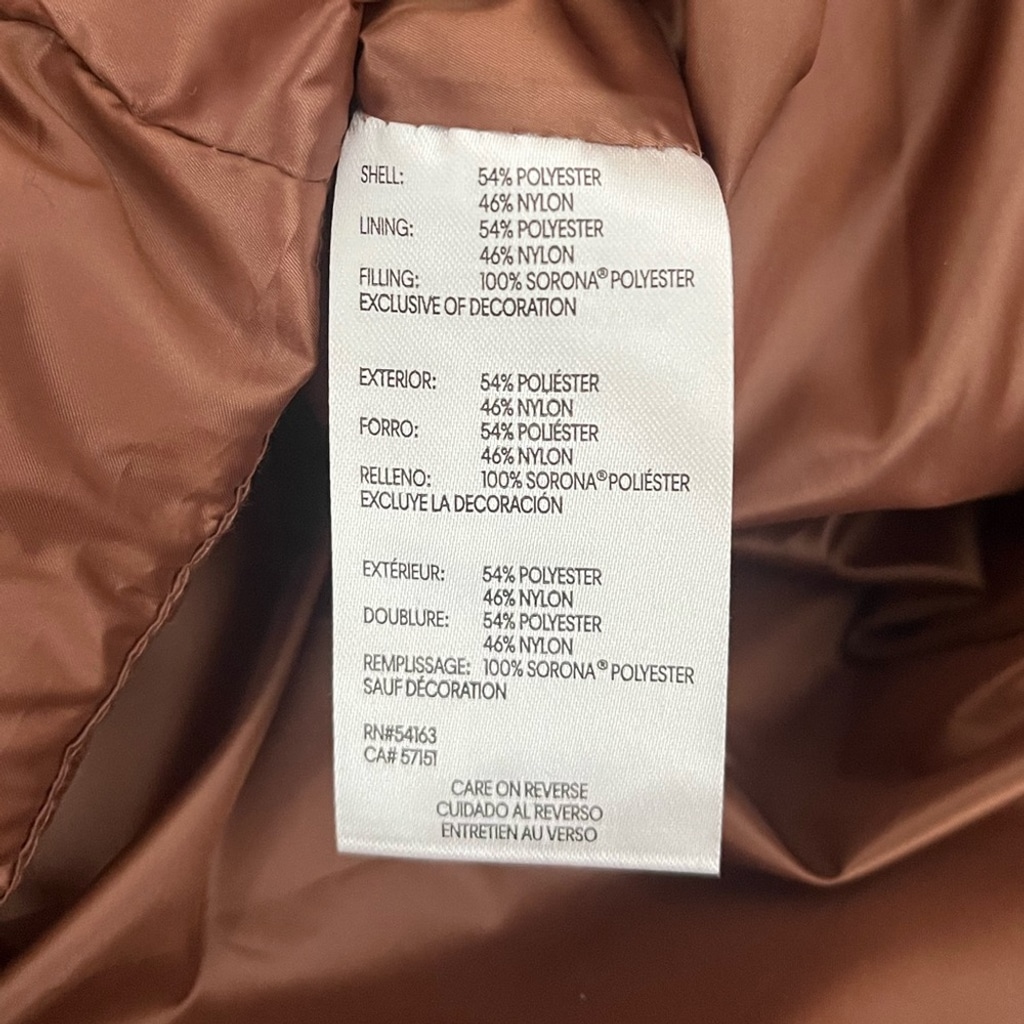 SHELL: 54% POLYESTER
46% NYLON
LINING: 54% POLYESTER
46% NYLON
FILLING: 100% SORONA® POLYESTER
EXCLUSIVE OF DECORATION
EXTERIOR: 54% POLIÉSTER
46% NYLON
FORRO: 54% POLIÉSTER
46% NYLON
RELLENO: 100% SORONA® POLIÉSTER
EXCLUYE LA DECORACIÓN
EXTÉRIEUR: 54% POLYESTER
46% NYLON
DOUBLURE: 54% POLYESTER
46% NYLON
REMPLISSAGE: 100% SORONA® POLYESTER
SAUF DÉCORATION
RN#54163
CA# 57151
CARE ON REVERSE
CUIDADO AL REVERSO
ENTRETIEN AU VERSO